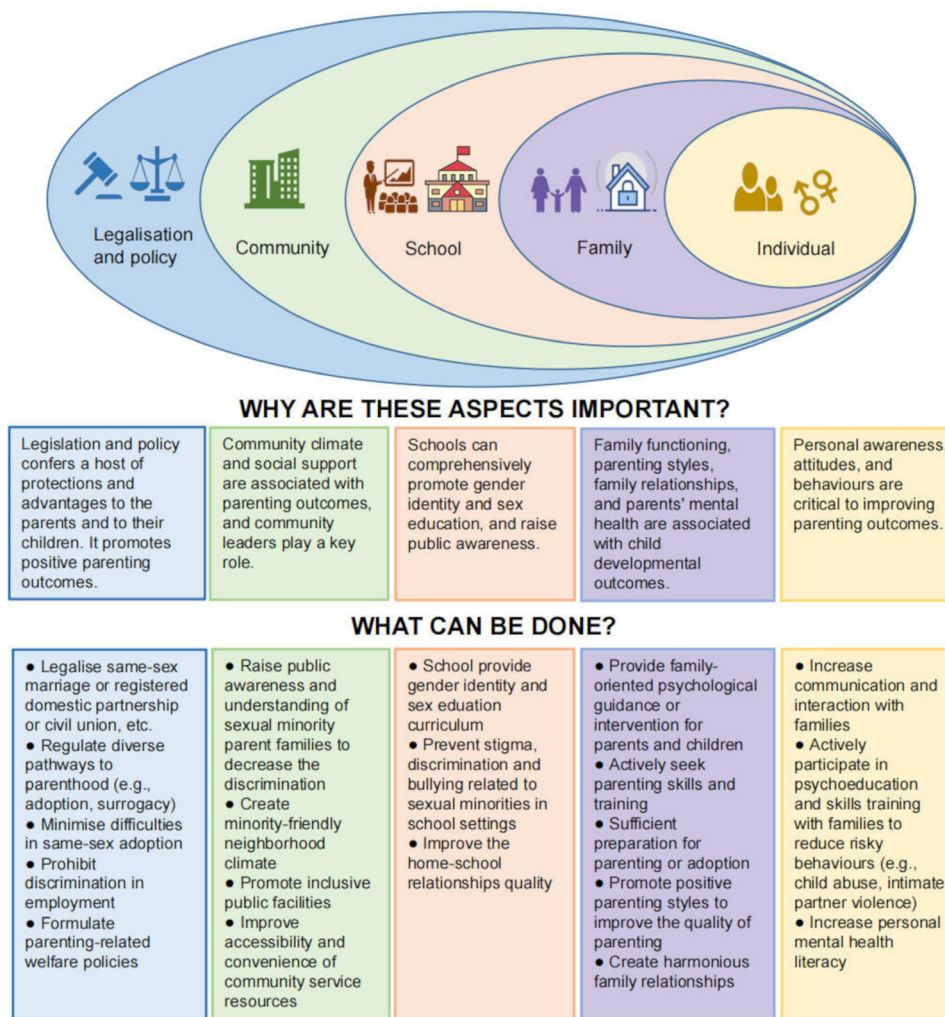 Legalisation
and policy
Community
School
Family
Individual
WHY ARE THESE ASPECTS IMPORTANT?
Legislation and policy
confers a host of
protections and
advantages to the
parents and to their
children. It promotes
positive parenting
outcomes.
Community climate
and social support
are associated with
parenting outcomes,
and community
leaders play a key
role.
Schools can
comprehensively
promote gender
identity and sex
education, and raise
public awareness.
Family functioning,
parenting styles,
family relationships,
and parents' mental
health are associated
with child
developmental
outcomes.
Personal awareness,
attitudes, and
behaviours are
critical to improving
parenting outcomes.
WHAT CAN BE DONE?
● Legalise same-sex
marriage or registered
domestic partnership
or civil union, etc.
● Regulate diverse
pathways to
parenthood (e.g.,
adoption, surrogacy)
● Minimise difficulties
in same-sex adoption
● Prohibit
discrimination in
employment
● Formulate
parenting-related
welfare policies
● Raise public
awareness and
understanding of
sexual minority
parent families to
decrease the
discrimination
● Create
minority-friendly
neighborhood
climate
● Promote inclusive
public facilities
● Improve
accessibility and
convenience of
community service
resources
● School provide
gender identity and
sex eduation
curriculum
● Prevent stigma,
discrimination and
bullying related to
sexual minorities in
school settings
● Improve the
home-school
relationships quality
● Provide family-
oriented psychological
guidance or
intervention for
parents and children
● Actively seek
parenting skills and
training
● Sufficient
preparation for
parenting or adoption
● Promote positive
parenting styles to
improve the quality of
parenting
● Create harmonious
family relationships
● Increase
communication and
interaction with
families
● Actively
participate in
psychoeducation
and skills training
with families to
reduce risky
behaviours (e.g.,
child abuse, intimate
partner violence)
● Increase personal
mental health
literacy